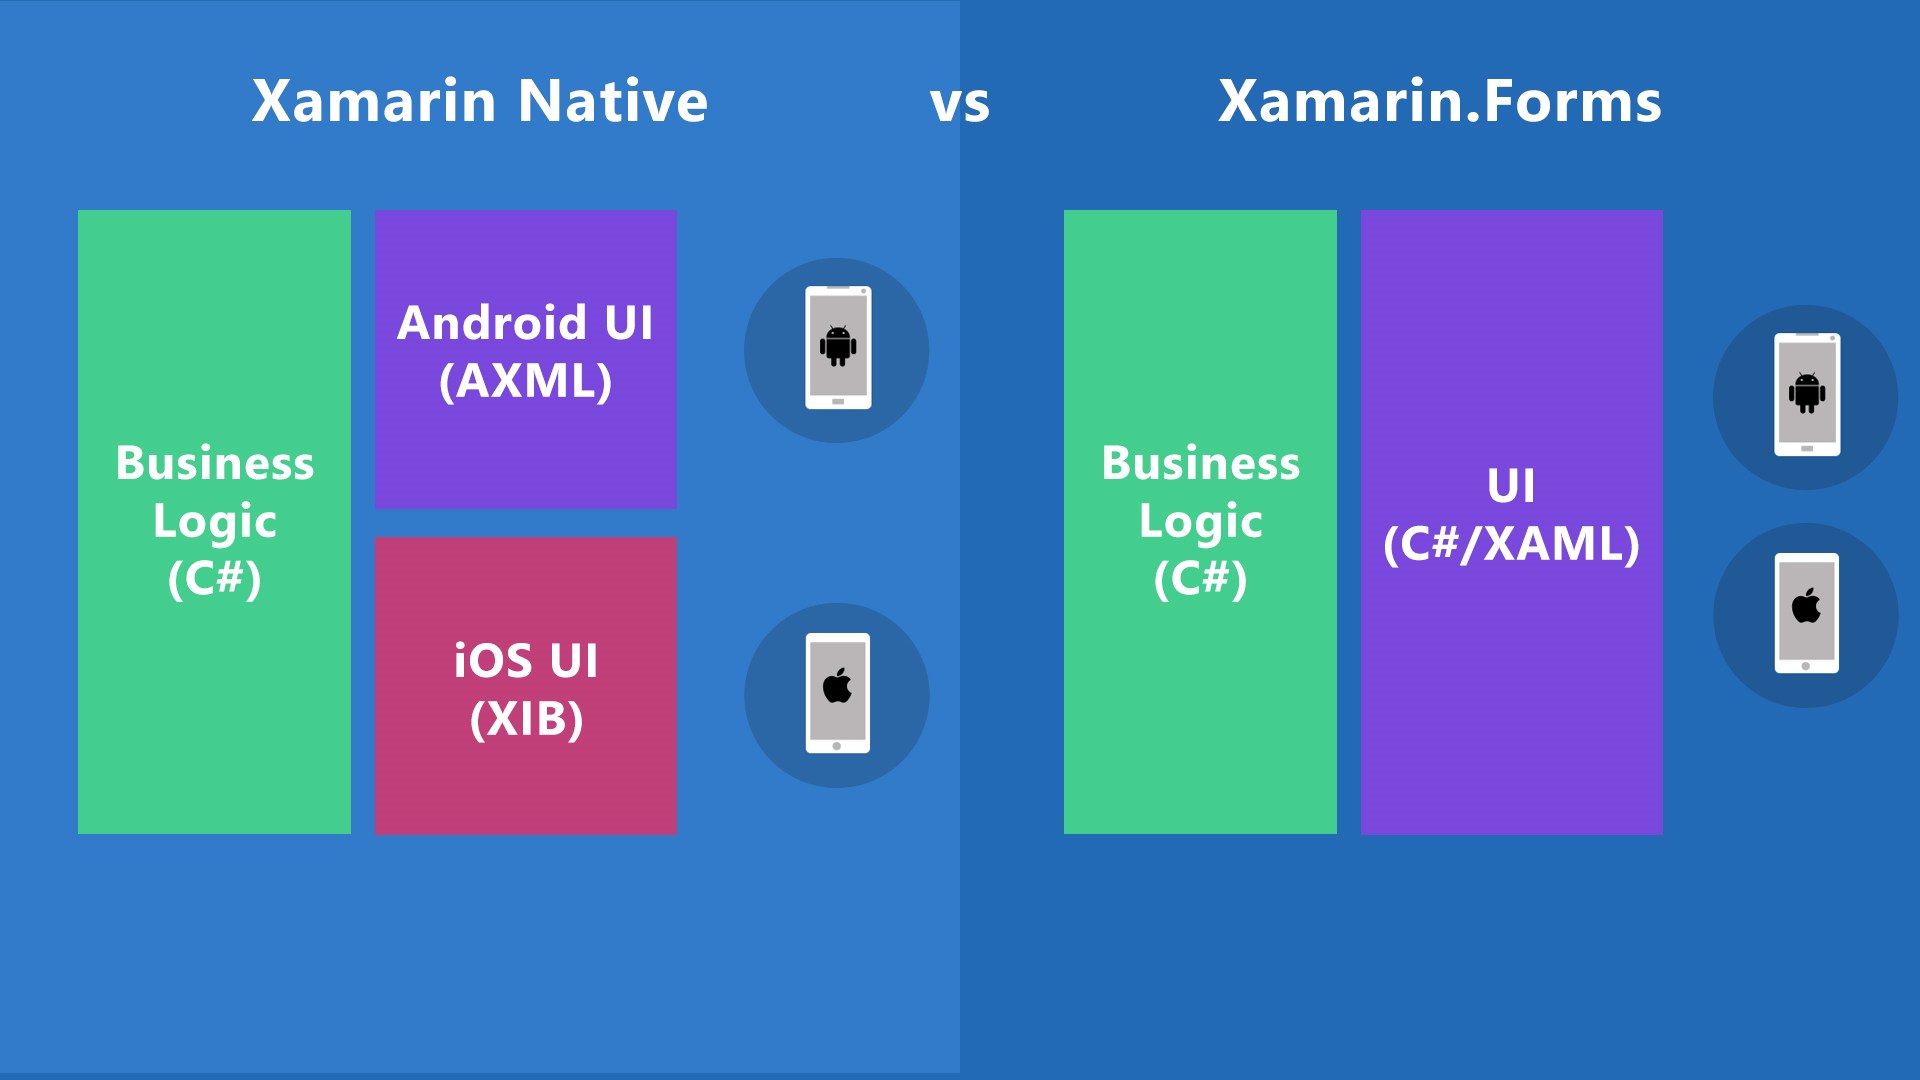 Xamarin Native vs Xamarin.Forms
Business
Logic
(C#)
Android UI
(AXML)
iOS UI
(XIB)
Business
Logic
(C#)
UI
(C#/XAML)